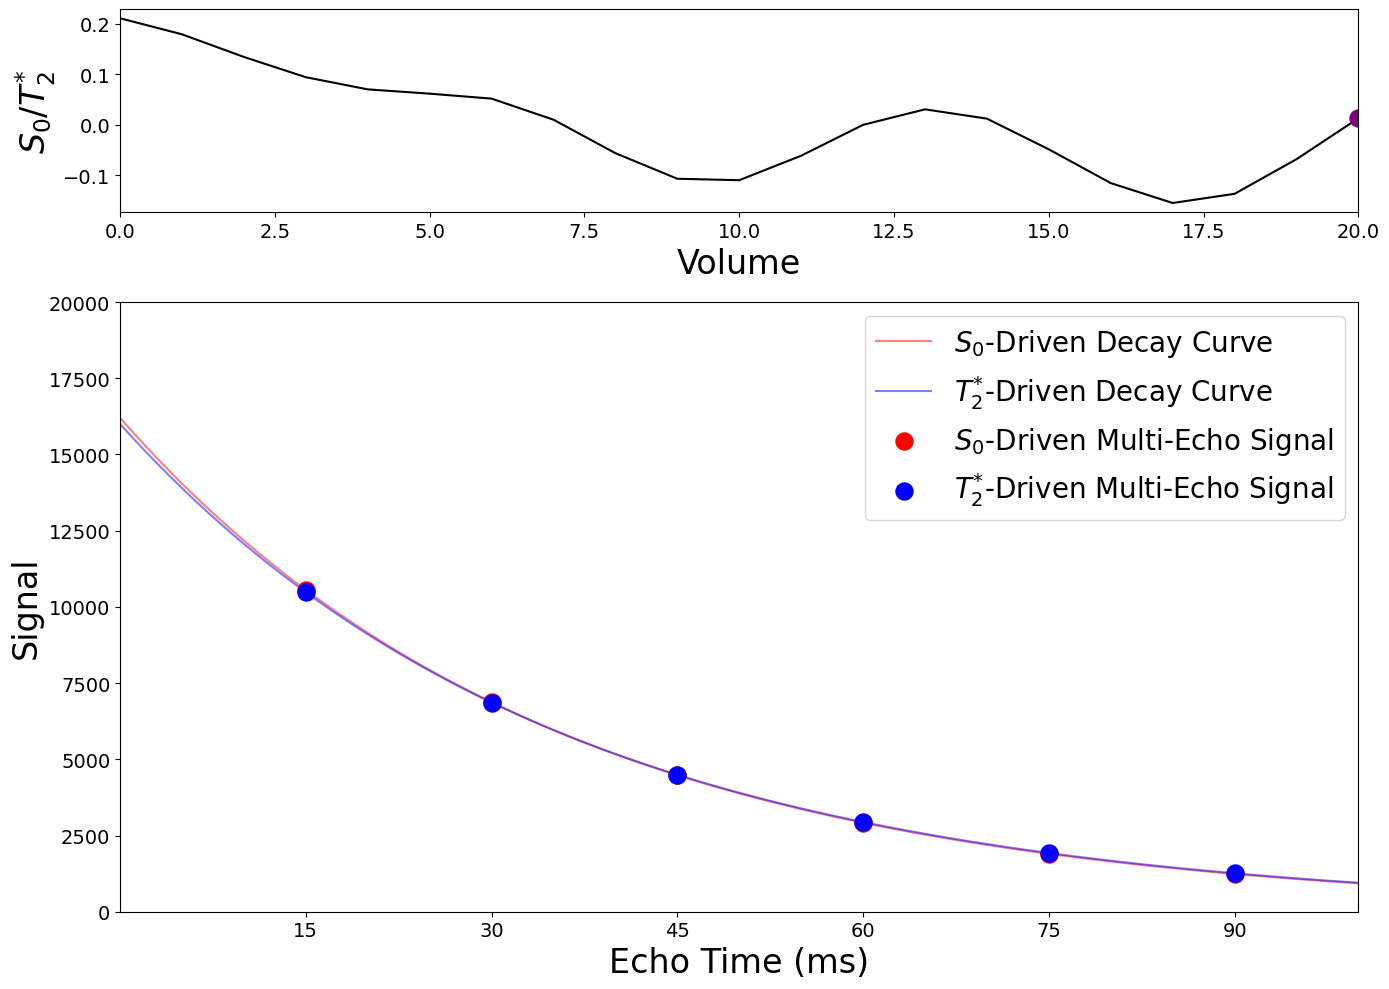 S₀/T₂*
0.2
0.1
0.0
−0.1
0.0 2.5 5.0 7.5 10.0 12.5 15.0 17.5 20.0
Volume
Signal
20000
17500
15000
12500
10000
7500
5000
2500
0
S₀-Driven Decay Curve
T₂*-Driven Decay Curve
S₀-Driven Multi-Echo Signal
T₂*-Driven Multi-Echo Signal
15 30 45 60 75 90
Echo Time (ms)